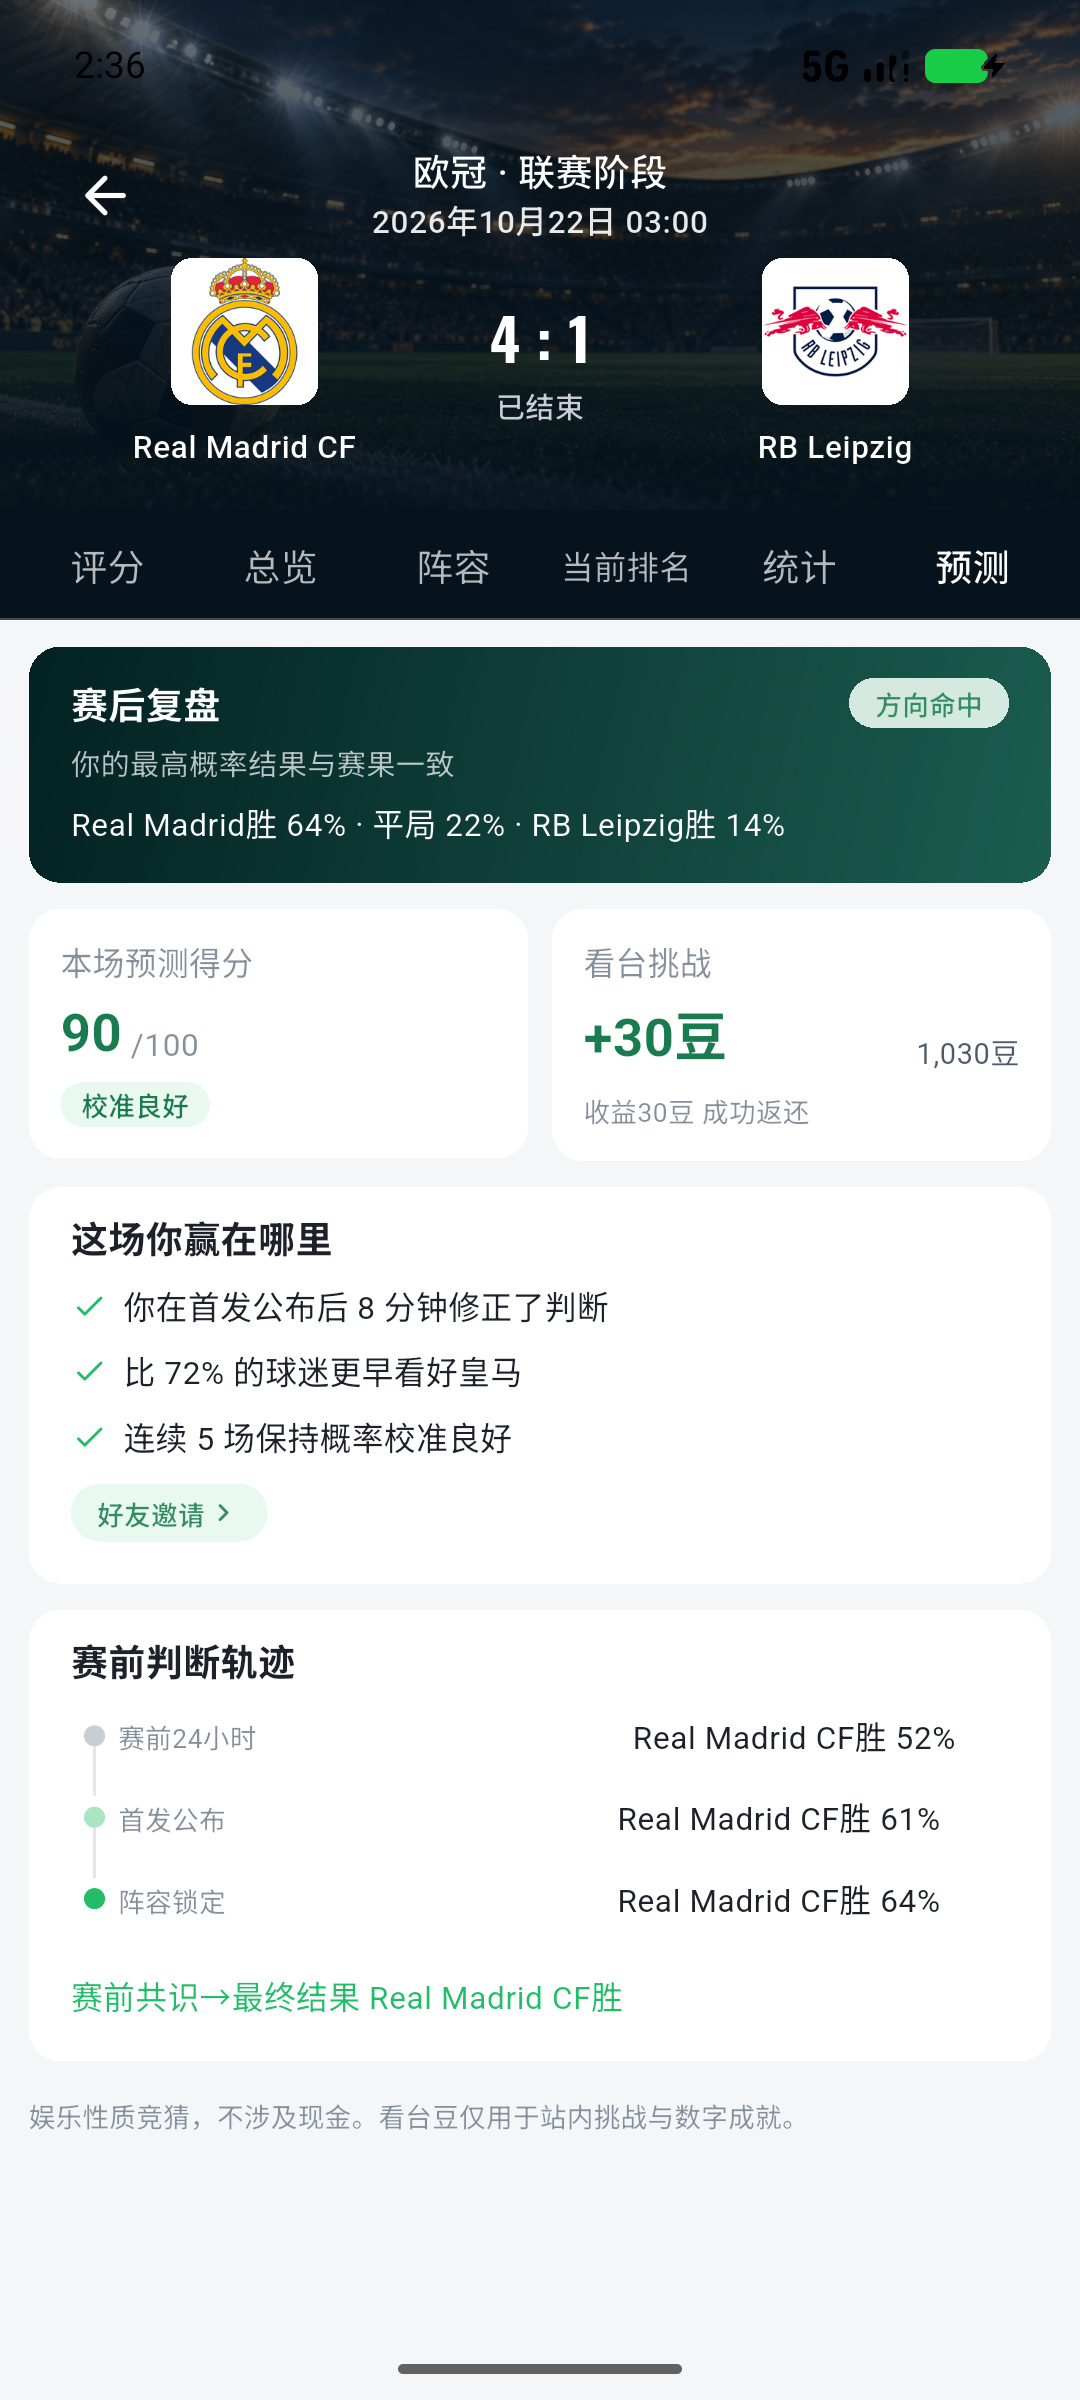 2:36
5G
欧冠 · 联赛阶段
2026年10月22日 03:00
4 : 1
已结束
RB LEIPZIG
Real Madrid CF
RB Leipzig
评分 总览 阵容 当前排名 统计 预测
赛后复盘
方向命中
你的最高概率结果与赛果一致
Real Madrid胜 64% · 平局 22% · RB Leipzig胜 14%
本场预测得分
90 /100
校准良好
看台挑战
+30豆
1,030豆
收益30豆 成功返还
这场你赢在哪里
你在首发公布后 8 分钟修正了判断
比 72% 的球迷更早看好皇马
连续 5 场保持概率校准良好
好友邀请
赛前判断轨迹
赛前24小时 Real Madrid CF胜 52%
首发公布 Real Madrid CF胜 61%
阵容锁定 Real Madrid CF胜 64%
赛前共识→最终结果 Real Madrid CF胜
娱乐性质竞猜，不涉及现金。看台豆仅用于站内挑战与数字成就。